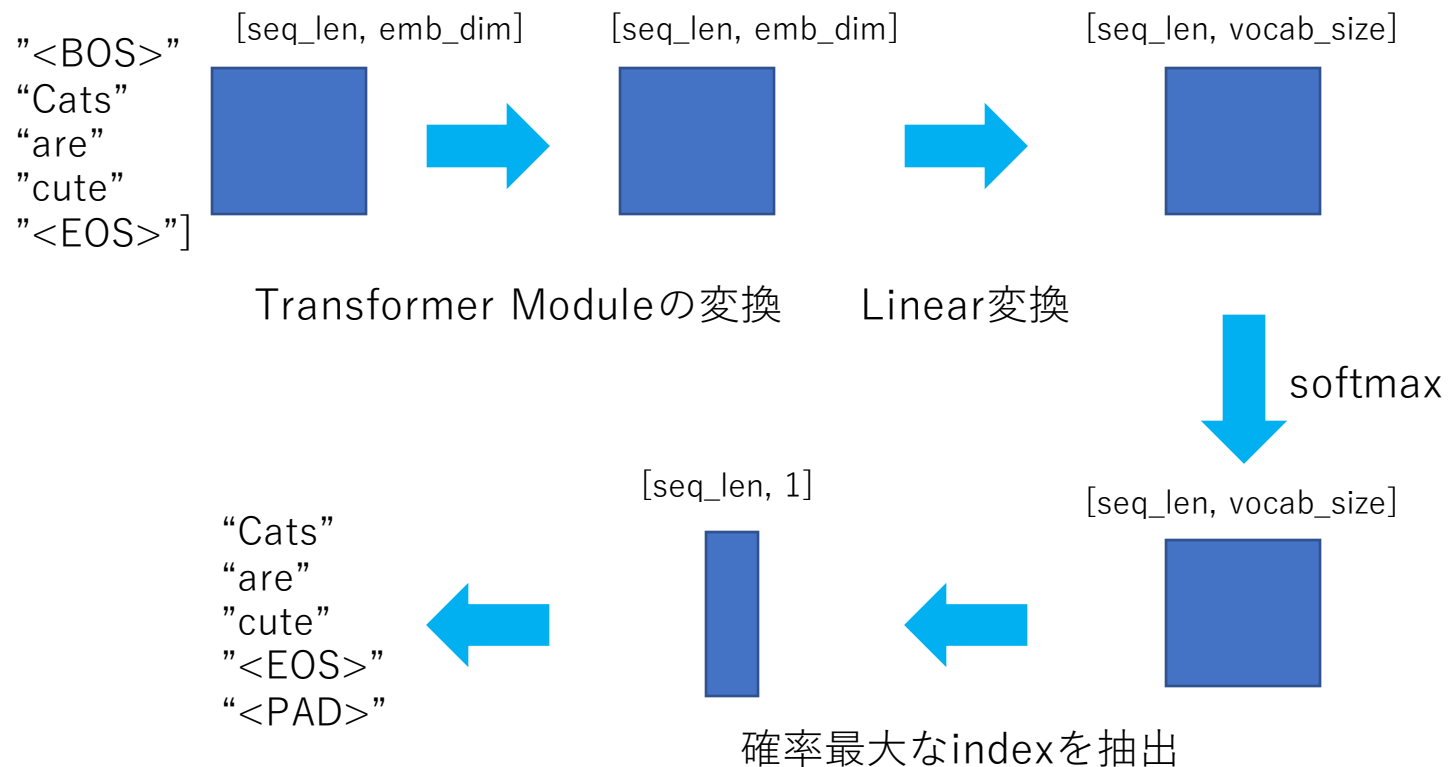 [seq_len, emb_dim]
[seq_len, emb_dim]
[seq_len, vocab_size]
”<BOS>”
“Cats”
“are”
”cute”
”<EOS>”]
Transformer Moduleの変換
Linear変換
softmax
[seq_len, vocab_size]
[seq_len, 1]
“Cats”
“are”
”cute”
”<EOS>”
“<PAD>”
確率最大なindexを抽出